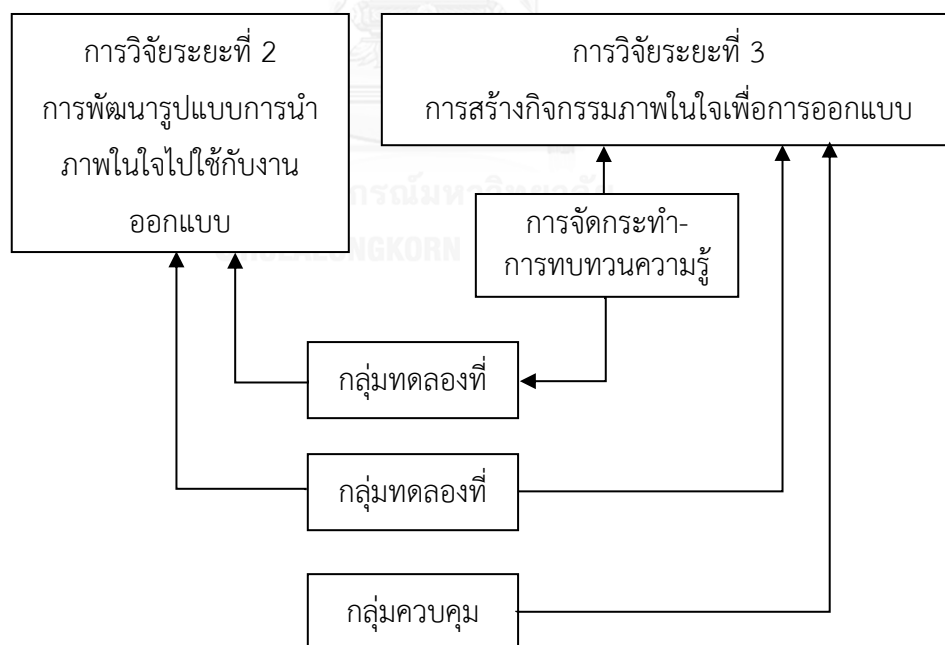 การวิจัยระยะที่ 2
การพัฒนารูปแบบการนำ
ภาพในใจไปใช้กับงาน
ออกแบบ
การวิจัยระยะที่ 3
การสร้างกิจกรรมภาพในใจเพื่อการออกแบบ
การจัดกระทำ-
การทบทวนความรู้
กลุ่มทดลองที่
กลุ่มทดลองที่
กลุ่มควบคุม